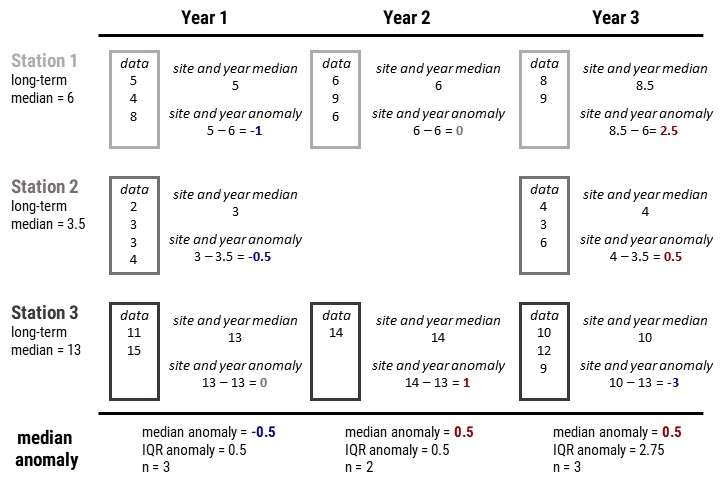 Year 1 Year 2 Year 3
Station 1
long-term
median = 6
data
5
4
8
site and year median
5
site and year anomaly
5 – 6 = -1
data
6
9
6
site and year median
6
site and year anomaly
6 – 6 = 0
data
8
9
site and year median
8.5
site and year anomaly
8.5 – 6= 2.5
Station 2
long-term
median = 3.5
data
2
3
3
4
site and year median
3
site and year anomaly
3 – 3.5 = -0.5
data
4
3
6
site and year median
4
site and year anomaly
4 – 3.5 = 0.5
Station 3
long-term
median = 13
data
11
15
site and year median
13
site and year anomaly
13 – 13 = 0
data
14
site and year median
14
site and year anomaly
14 – 13 = 1
data
10
12
9
site and year median
10
site and year anomaly
10 – 13 = -3
median
anomaly
median anomaly = -0.5
IQR anomaly = 0.5
n = 3
median anomaly = 0.5
IQR anomaly = 0.5
n = 2
median anomaly = 0.5
IQR anomaly = 2.75
n = 3